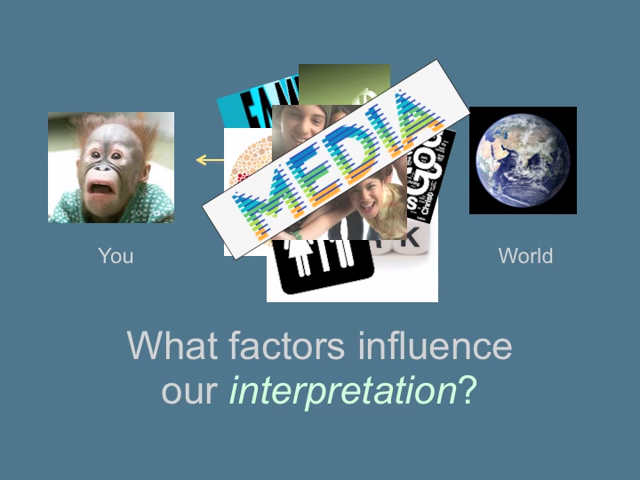 MEDIA
K
You
World
What factors influence
our interpretation?